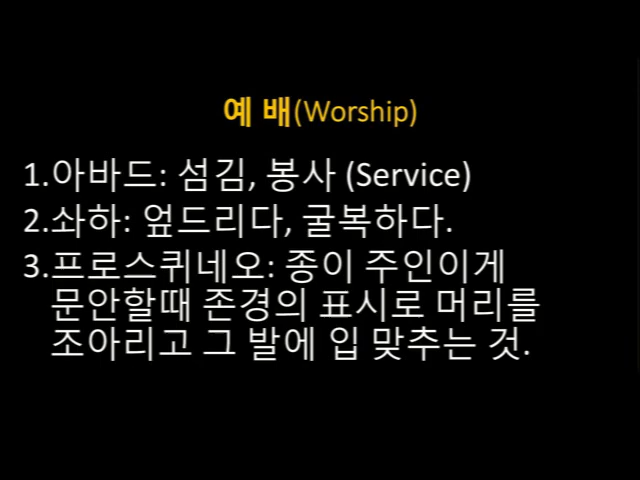 예 배(Worship)
1.아바드: 섬김, 봉사 (Service)
2.솨하: 엎드리다, 굴복하다.
3.프로스퀴네오: 종이 주인이게
문안할때 존경의 표시로 머리를
조아리고 그 발에 입 맞추는 것.